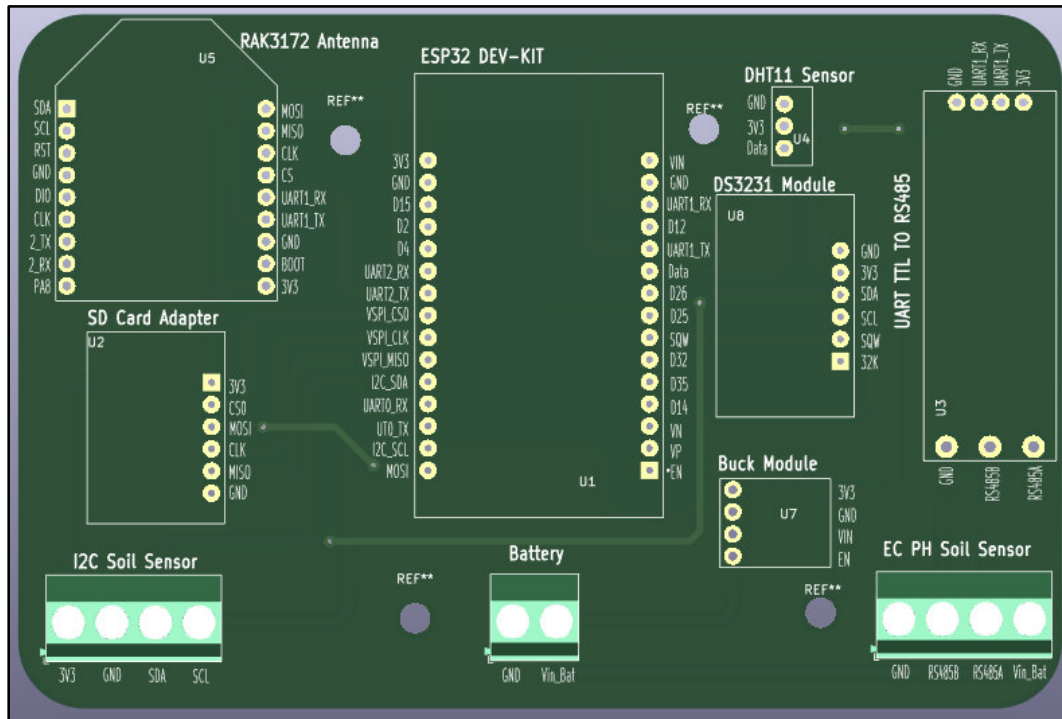 RAK3172 Antenna
U5
SDA
SCL
RST
GND
DIO
CLK
2_TX
2_RX
PA8
MOSI
MISO
CLK
CS
UART1_RX
UART1_TX
GND
BOOT
3V3
REF**
ESP32 DEV-KIT
3V3
GND
D15
D2
D4
UART2_RX
UART2_TX
VSPI_CS0
VSPI_CLK
VSPI_MISO
I2C_SDA
UART0_RX
UT0_TX
I2C_SCL
MOSI
VIN
GND
UART1_RX
D12
UART1_TX
Data
D26
D25
SQW
D32
D35
D14
VN
VP
EN
U1
REF**
DHT11 Sensor
GND
3V3
Data
U4
DS3231 Module
U8
GND
3V3
SDA
SCL
SQW
32K
GND
UART1_RX
UART1_TX
3V3
UART TTL TO RS485
U3
GND
RS485B
RS485A
SD Card Adapter
U2
3V3
CS0
MOSI
CLK
MISO
GND
Buck Module
U7
3V3
GND
VIN
EN
I2C Soil Sensor
3V3 GND SDA SCL
REF**
Battery
GND Vin_Bat
REF**
EC PH Soil Sensor
GND RS485B RS485A Vin_Bat